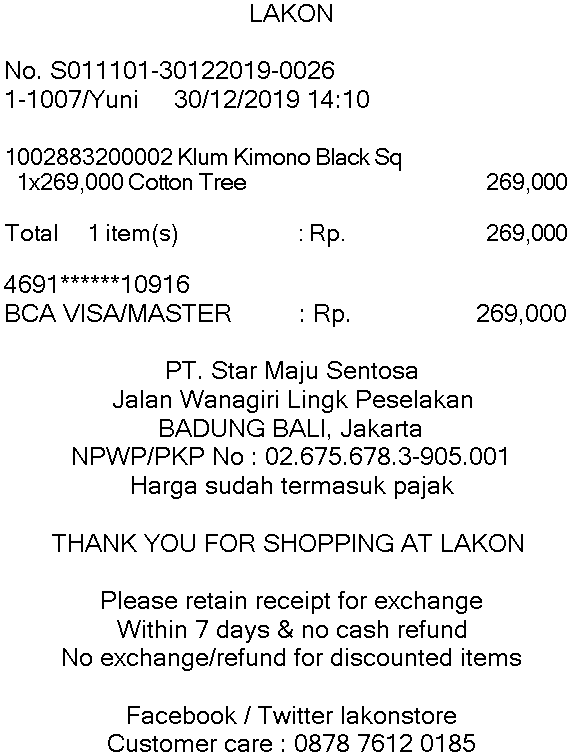 LAKON
No. S011101-30122019-0026
1-1007/Yuni 30/12/2019 14:10
1002883200002 Klum Kimono Black Sq
1x269,000 Cotton Tree 269,000
Total 1 item(s) : Rp. 269,000
4691******10916
BCA VISA/MASTER : Rp. 269,000
PT. Star Maju Sentosa
Jalan Wanagiri Lingk Peselakan
BADUNG BALI, Jakarta
NPWP/PKP No : 02.675.678.3-905.001
Harga sudah termasuk pajak
THANK YOU FOR SHOPPING AT LAKON
Please retain receipt for exchange
Within 7 days & no cash refund
No exchange/refund for discounted items
Facebook / Twitter lakonstore
Customer care : 0878 7612 0185